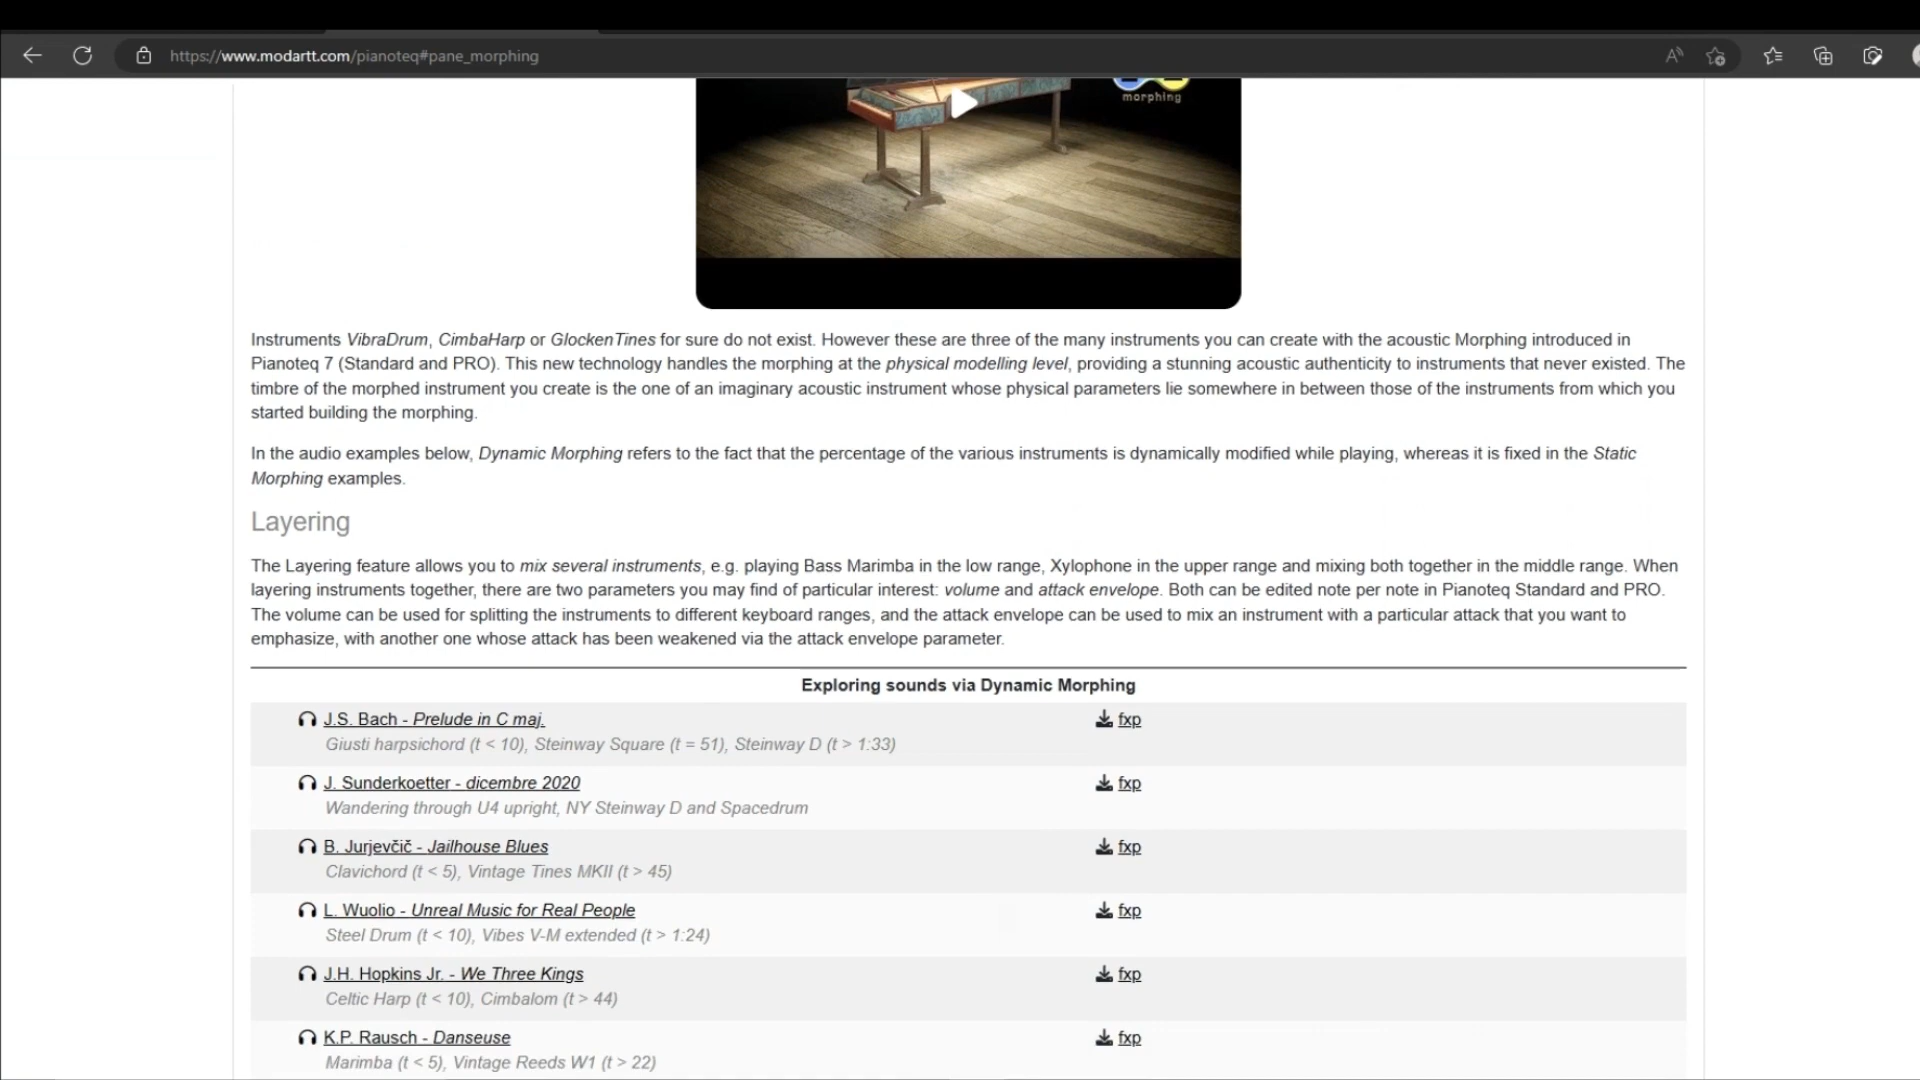 https://www.modartt.com/pianoteq#pane_morphing
morphing
Instruments VibraDrum, CimbaHarp or GlockenTines for sure do not exist. However these are three of the many instruments you can create with the acoustic Morphing introduced in
Pianoteq 7 (Standard and PRO). This new technology handles the morphing at the physical modelling level, providing a stunning acoustic authenticity to instruments that never existed. The
timbre of the morphed instrument you create is the one of an imaginary acoustic instrument whose physical parameters lie somewhere in between those of the instruments from which you
started building the morphing.
In the audio examples below, Dynamic Morphing refers to the fact that the percentage of the various instruments is dynamically modified while playing, whereas it is fixed in the Static
Morphing examples.
Layering
The Layering feature allows you to mix several instruments, e.g. playing Bass Marimba in the low range, Xylophone in the upper range and mixing both together in the middle range. When
layering instruments together, there are two parameters you may find of particular interest: volume and attack envelope. Both can be edited note per note in Pianoteq Standard and PRO.
The volume can be used for splitting the instruments to different keyboard ranges, and the attack envelope can be used to mix an instrument with a particular attack that you want to
emphasize, with another one whose attack has been weakened via the attack envelope parameter.
Exploring sounds via Dynamic Morphing
J.S. Bach - Prelude in C maj. fxp
Giusti harpsichord (t < 10), Steinway Square (t = 51), Steinway D (t > 1:33)
J. Sunderkoetter - dicembre 2020 fxp
Wandering through U4 upright, NY Steinway D and Spacedrum
B. Jurjevčič - Jailhouse Blues fxp
Clavichord (t < 5), Vintage Tines MKII (t > 45)
L. Wuolio - Unreal Music for Real People fxp
Steel Drum (t < 10), Vibes V-M extended (t > 1:24)
J.H. Hopkins Jr. - We Three Kings fxp
Celtic Harp (t < 10), Cimbalom (t > 44)
K.P. Rausch - Danseuse fxp
Marimba (t < 5), Vintage Reeds W1 (t > 22)